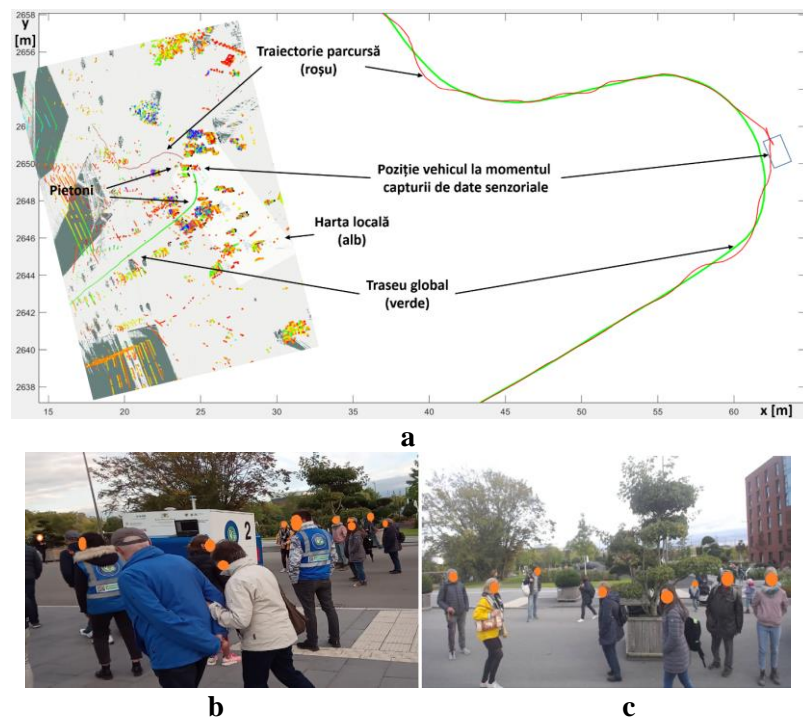 y
[m]
2658
2656
2654
2652
2650
2648
2646
2644
2642
2640
2638
Traiectorie parcursă
(roșu)
Pietoni
Poziție vehicul la momentul
capturii de date senzoriale
Harta locală
(alb)
Traseu global
(verde)
15
20
25
30
35
40
45
50
55
60
x [m]
a
2
b
c